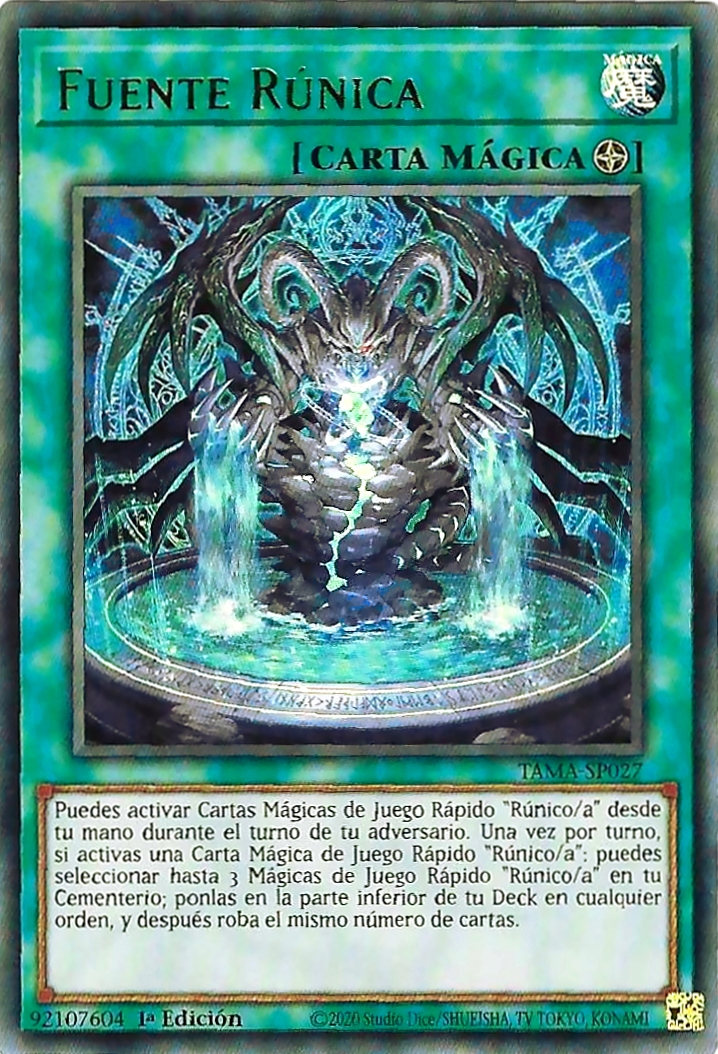 FUENTE RÚNICA
MÁGICA
魔
[CARTA MÁGICA]
TAMA-SP027
Puedes activar Cartas Mágicas de Juego Rápido "Rúnico/a" desde
tu mano durante el turno de tu adversario. Una vez por turno,
si activas una Carta Mágica de Juego Rápido "Rúnico/a": puedes
seleccionar hasta 3 Mágicas de Juego Rápido "Rúnico/a" en tu
Cementerio; ponlas en la parte inferior de tu Deck en cualquier
orden, y después roba el mismo número de cartas.
92107604 1ª Edición ©2020 Studio Dice/SHUEISHA, TV TOKYO, KONAMI